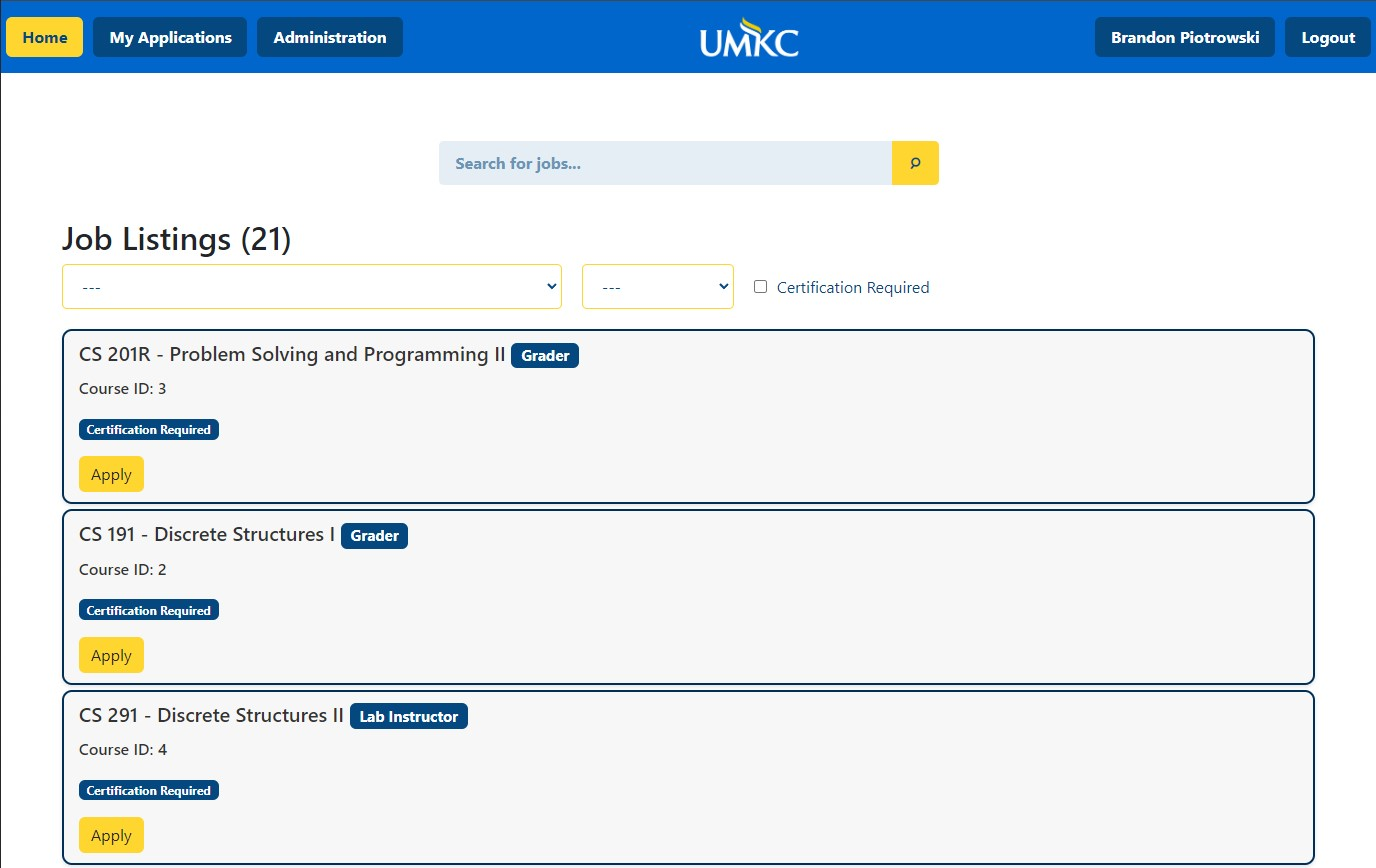 Home My Applications Administration UMKC Brandon Piotrowski Logout
Search for jobs...
Job Listings (21)
--- --- Certification Required
CS 201R - Problem Solving and Programming II Grader
Course ID: 3
Certification Required
Apply
CS 191 - Discrete Structures I Grader
Course ID: 2
Certification Required
Apply
CS 291 - Discrete Structures II Lab Instructor
Course ID: 4
Certification Required
Apply